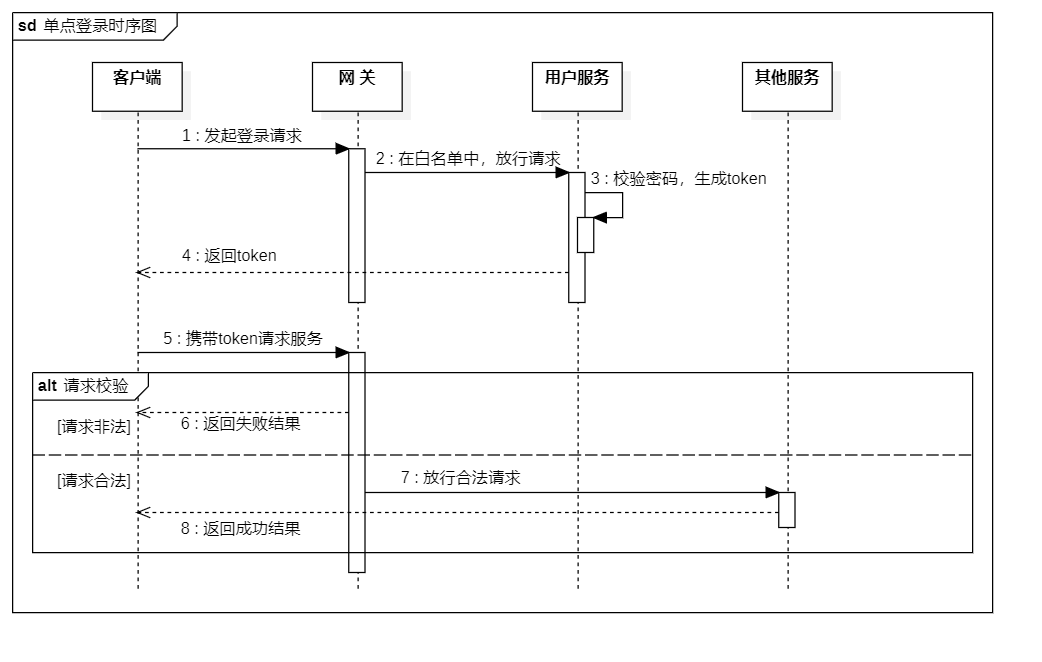 sd 单点登录时序图
客户端
网 关
用户服务
其他服务
1 : 发起登录请求
2 : 在白名单中，放行请求
3 : 校验密码，生成token
4 : 返回token
5 : 携带token请求服务
alt 请求校验
[请求非法]
6 : 返回失败结果
[请求合法]
7 : 放行合法请求
8 : 返回成功结果